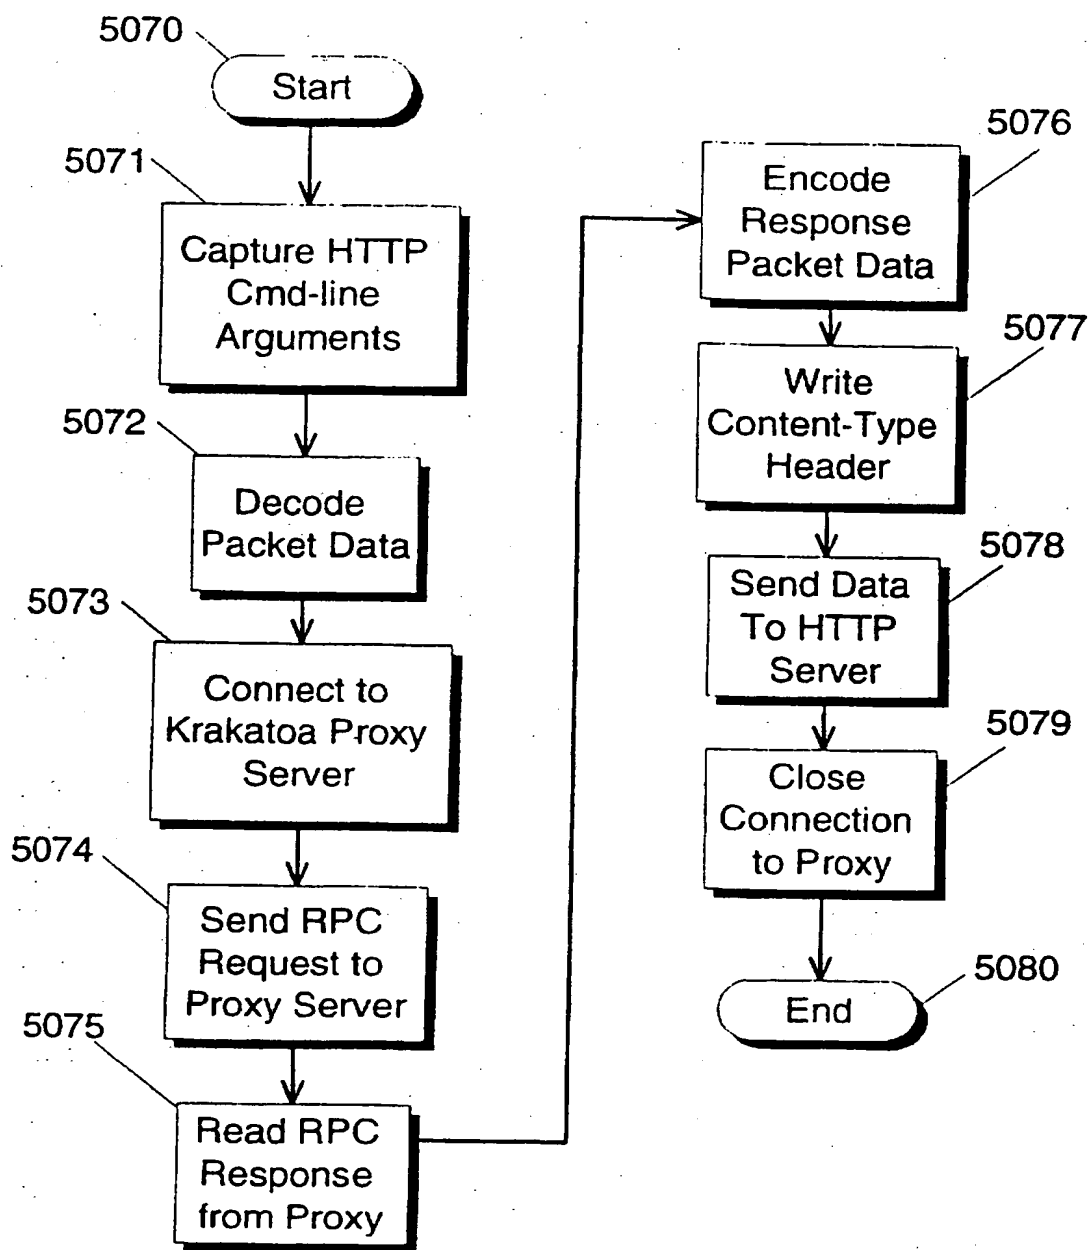 5070
Start
5071
Capture HTTP
Cmd-line
Arguments
5072
Decode
Packet Data
5073
Connect to
Krakatoa Proxy
Server
5074
Send RPC
Request to
Proxy Server
5075
Read RPC
Response
from Proxy
5076
Encode
Response
Packet Data
5077
Write
Content-Type
Header
5078
Send Data
To HTTP
Server
5079
Close
Connection
to Proxy
5080
End